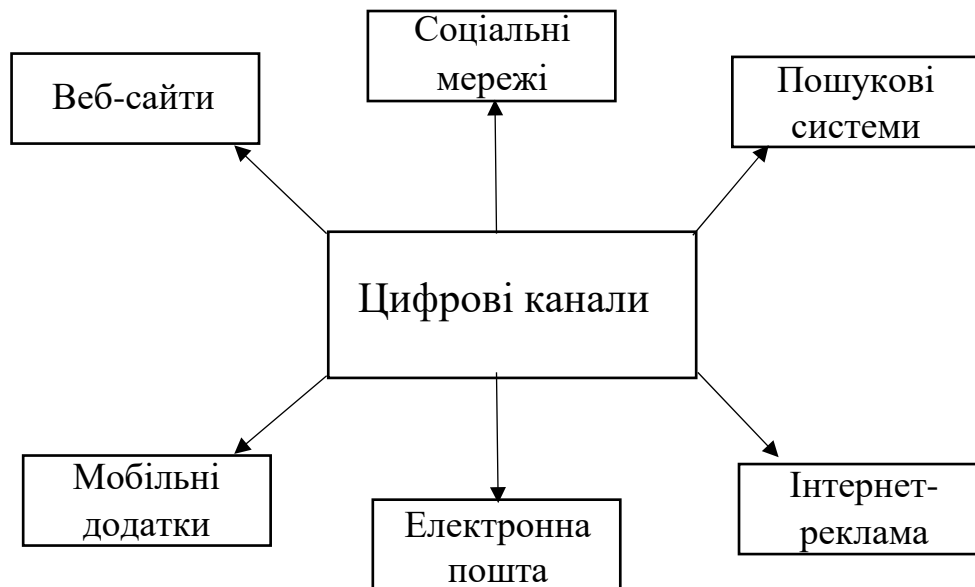 Соціальні
мережі
Веб-сайти
Пошукові
системи
Цифрові канали
Мобільні
додатки
Електронна
пошта
Інтернет-
реклама